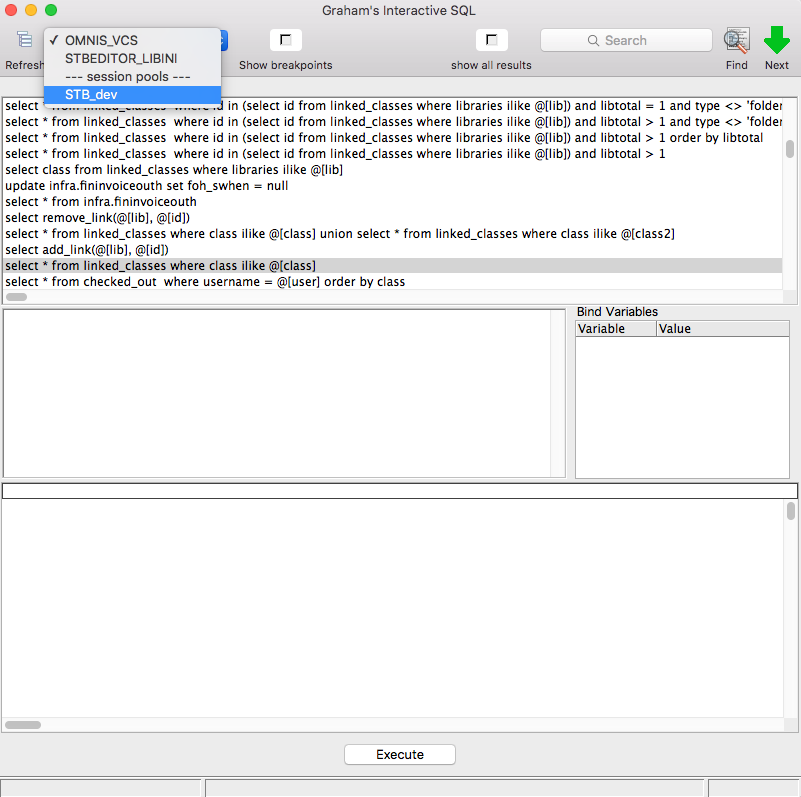 Graham's Interactive SQL
✓ OMNIS_VCS
STBEDITOR_LIBINI
--- session pools ---
STB_dev
Refresh
Show breakpoints
show all results
Search
Find
Next
select * from linked_classes where id in (select id from linked_classes where libraries ilike @[lib]) and libtotal = 1 and type <> 'folder
select * from linked_classes where id in (select id from linked_classes where libraries ilike @[lib]) and libtotal > 1 and type <> 'folder
select * from linked_classes where id in (select id from linked_classes where libraries ilike @[lib]) and libtotal > 1 order by libtotal
select * from linked_classes where id in (select id from linked_classes where libraries ilike @[lib]) and libtotal > 1
select class from linked_classes where libraries ilike @[lib]
update infra.fininvoiceouth set foh_swhen = null
select * from infra.fininvoiceouth
select remove_link(@[lib], @[id])
select * from linked_classes where class ilike @[class] union select * from linked_classes where class ilike @[class2]
select add_link(@[lib], @[id])
select * from linked_classes where class ilike @[class]
select * from checked_out where username = @[user] order by class
Bind Variables
Variable Value
Execute